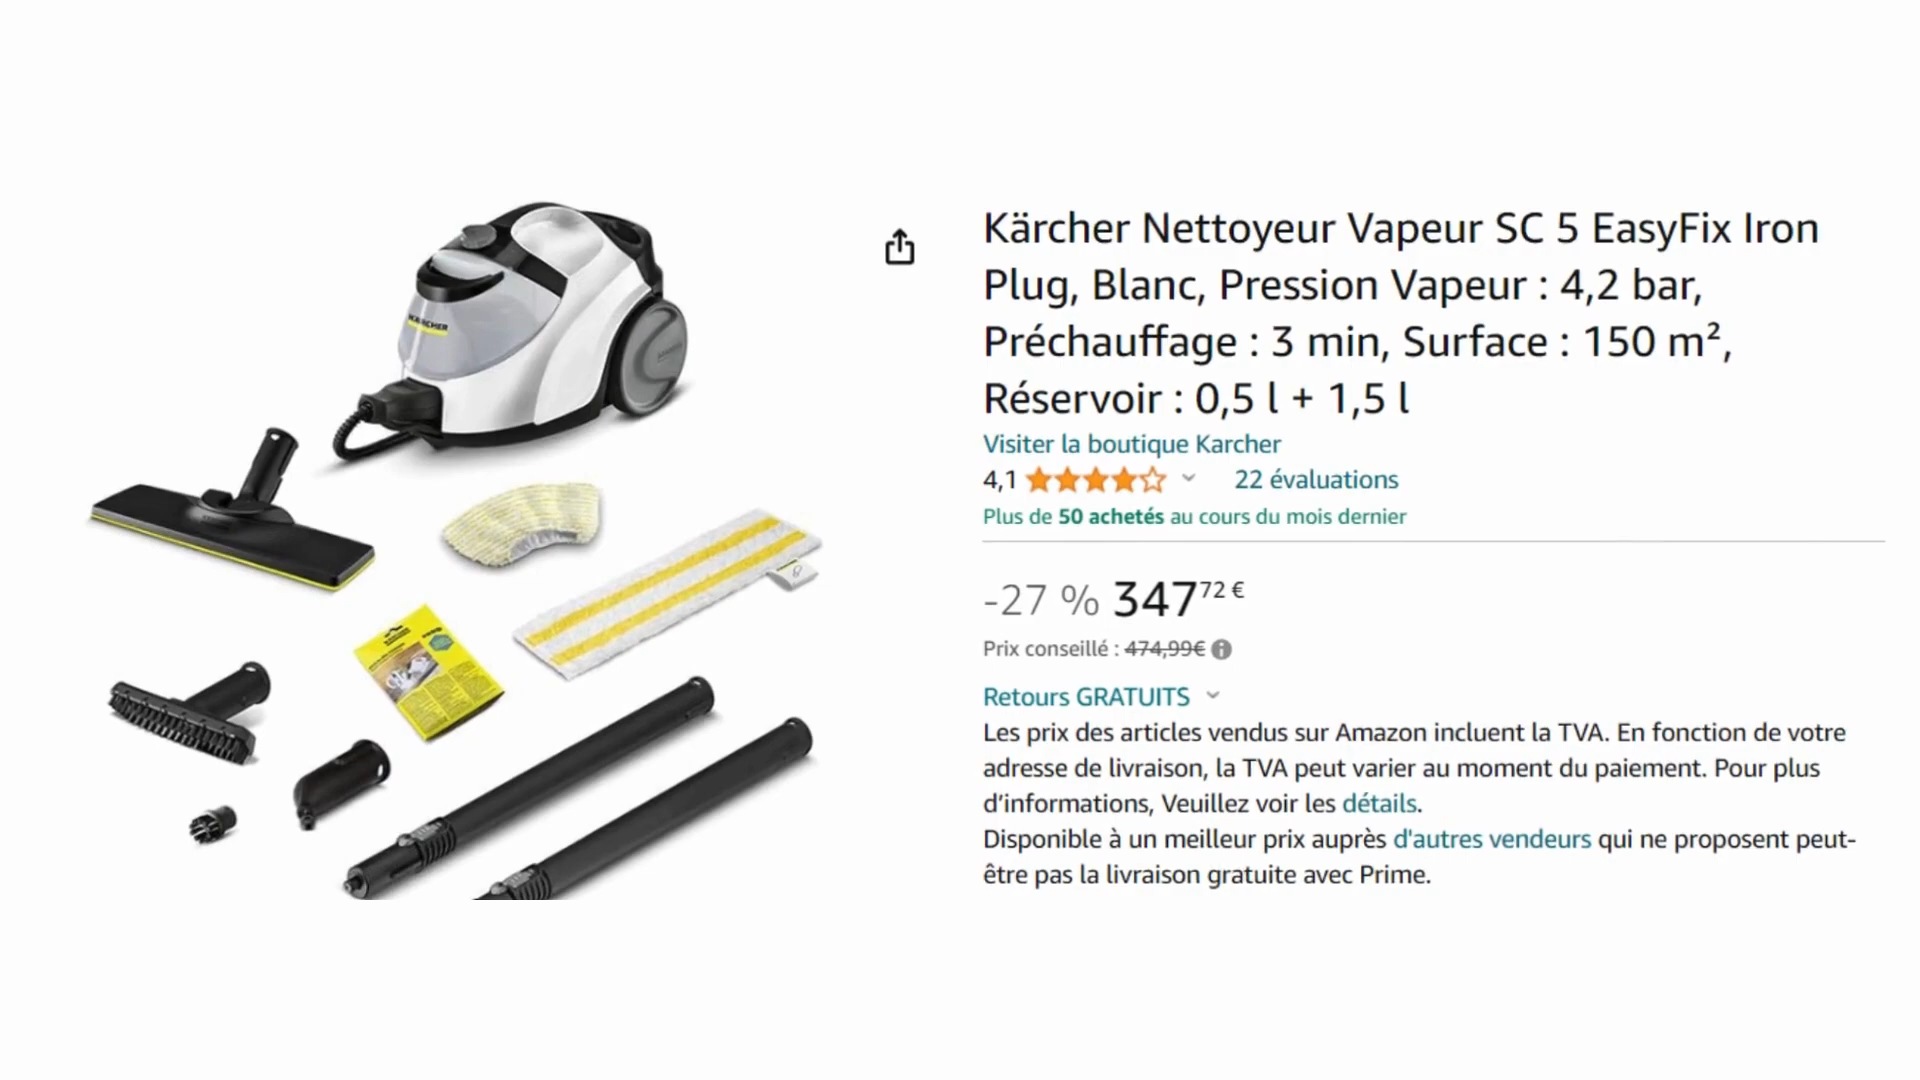 Kärcher Nettoyeur Vapeur SC 5 EasyFix Iron
Plug, Blanc, Pression Vapeur : 4,2 bar,
Préchauffage : 3 min, Surface : 150 m²,
Réservoir : 0,5 l + 1,5 l
Visiter la boutique Karcher
4,1
22 évaluations
Plus de 50 achetés au cours du mois dernier
-27 % 347 72 €
Prix conseillé : 474,99€
Retours GRATUITS
Les prix des articles vendus sur Amazon incluent la TVA. En fonction de votre
adresse de livraison, la TVA peut varier au moment du paiement. Pour plus
d’informations, Veuillez voir les détails.
Disponible à un meilleur prix auprès d'autres vendeurs qui ne proposent peut-
être pas la livraison gratuite avec Prime.
KÄRCHER